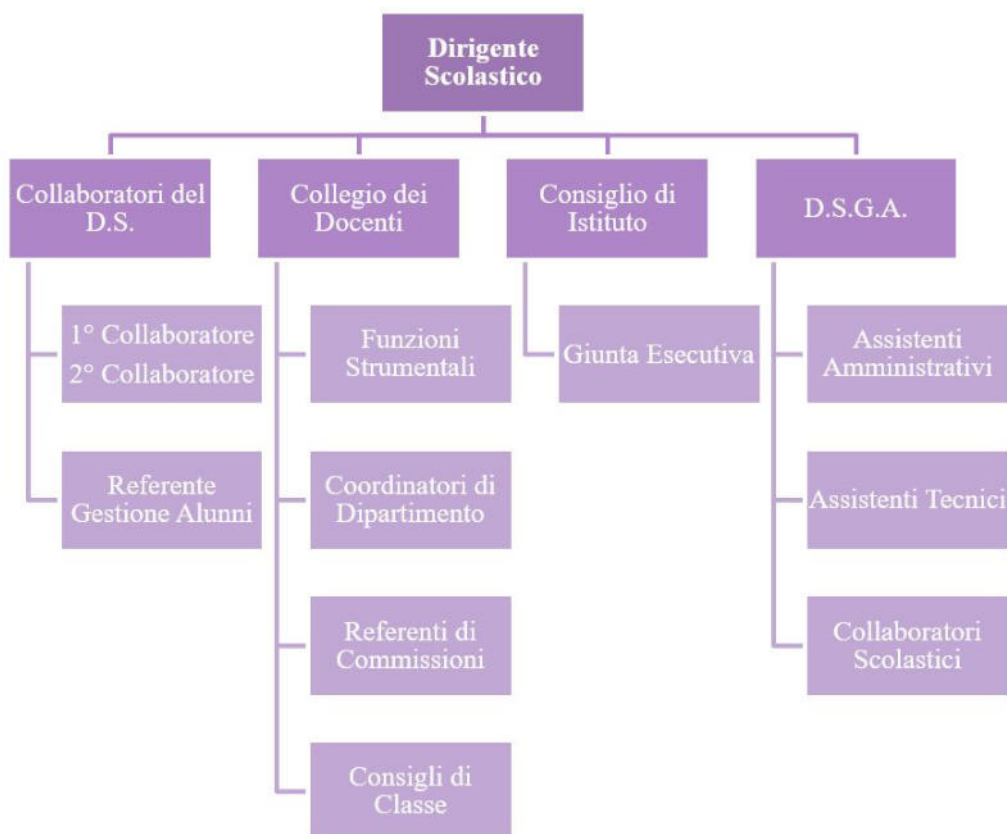 Dirigente
Scolastico
Collaboratori del
D.S.
Collegio dei
Docenti
Consiglio di
Istituto
D.S.G.A.
1° Collaboratore
2° Collaboratore
Referente
Gestione Alunni
Funzioni
Strumentali
Coordinatori di
Dipartimento
Referenti di
Commissioni
Consigli di
Classe
Giunta Esecutiva
Assistenti
Amministrativi
Assistenti Tecnici
Collaboratori
Scolastici